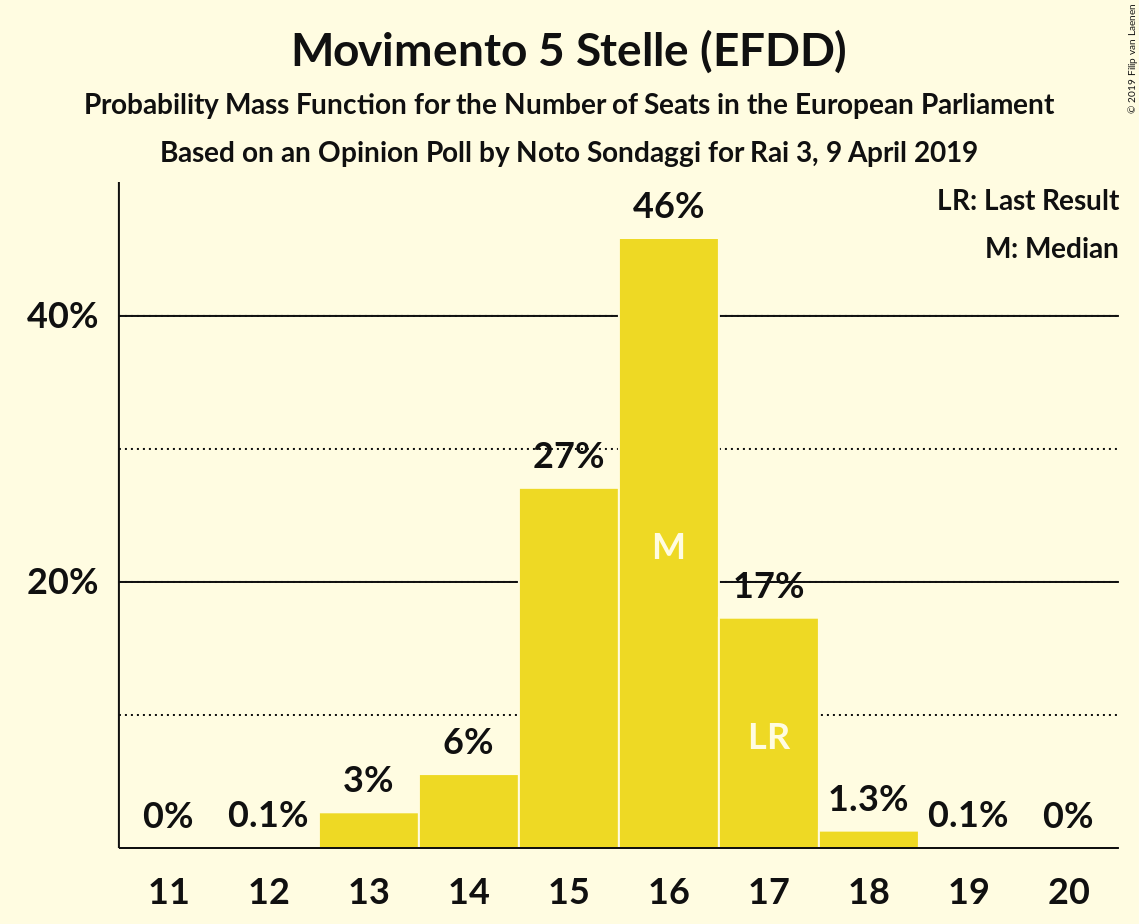 Movimento 5 Stelle (EFDD)
Probability Mass Function for the Number of Seats in the European Parliament
Based on an Opinion Poll by Noto Sondaggi for Rai 3, 9 April 2019
© 2019 Filip van Laenen
LR: Last Result
M: Median
40%
20%
0%
0.1%
3%
6%
27%
46%
17%
1.3%
0.1%
0%
M
LR
11 12 13 14 15 16 17 18 19 20